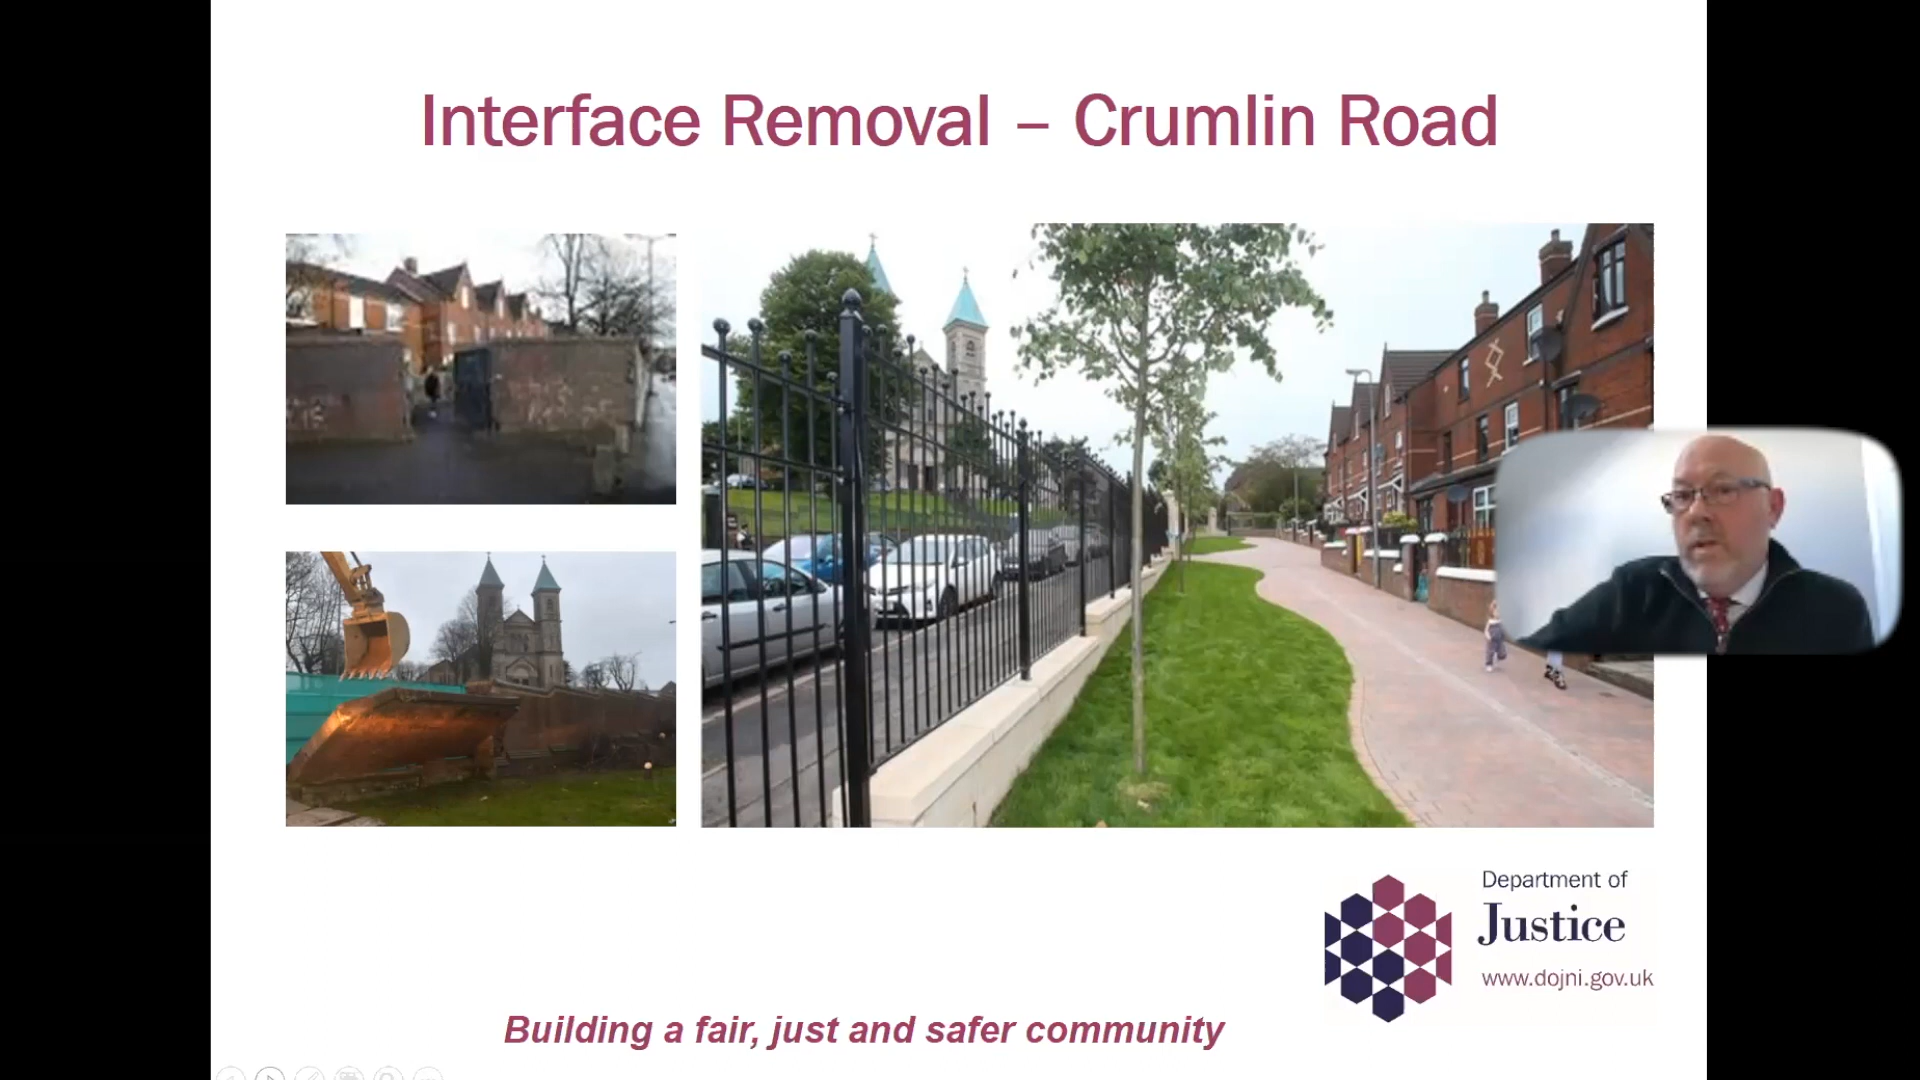 Interface Removal – Crumlin Road
Department of
Justice
www.dojni.gov.uk
Building a fair, just and safer community